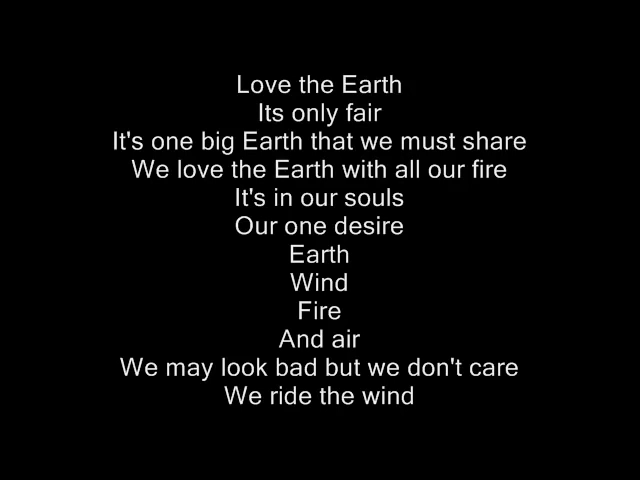 Love the Earth
Its only fair
It's one big Earth that we must share
We love the Earth with all our fire
It's in our souls
Our one desire
Earth
Wind
Fire
And air
We may look bad but we don't care
We ride the wind